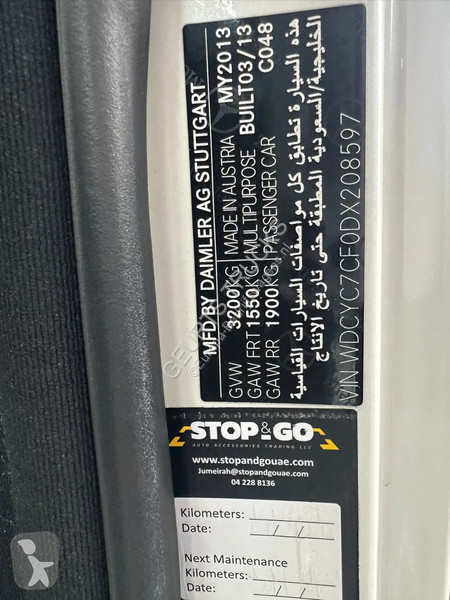 MFD BY DAIMLER AG STUTTGART
GVW 3200KG MADE IN AUSTRIA MY2013
GAW FRT 1550KG MULTIPURPOSE BUILT03/13
GAW RR 1900KG PASSENGER CAR C048
هذه السيارة تطابق كل مواصفات السيارات القياسية
الخليجية/السعودية المطبقة حتى تاريخ الانتاج
VIN WDCYC7CF0DX208597
STOP&GO
AUTO ACCESSORIES TRADING LLC
www.stopandgouae.com
Jumeirah@stopandgouae.com
04 228 8136
Kilometers:
Date: / /
Next Maintenance
Kilometers:
Date: / /
GEURTS TRUCKS